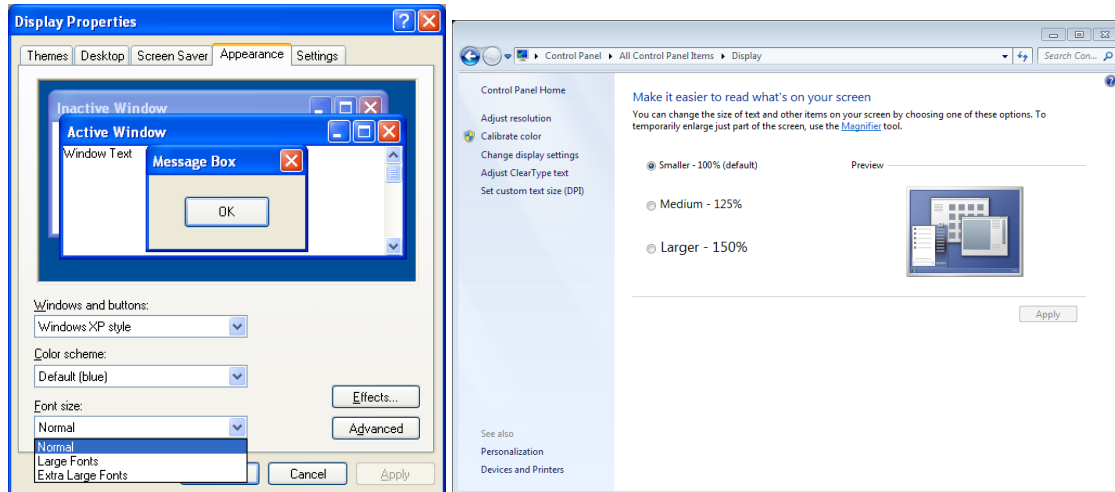 Display Properties
Themes Desktop Screen Saver Appearance Settings
Inactive Window
Active Window
Window Text
Message Box
OK
Windows and buttons:
Windows XP style
Color scheme:
Default (blue)
Effects...
Font size:
Normal
Advanced
Normal
Large Fonts
Extra Large Fonts
Cancel
Apply
Control Panel All Control Panel Items Display
Search Con...
Control Panel Home
Adjust resolution
Calibrate color
Change display settings
Adjust ClearType text
Set custom text size (DPI)
See also
Personalization
Devices and Printers
Make it easier to read what's on your screen
You can change the size of text and other items on your screen by choosing one of these options. To
temporarily enlarge just part of the screen, use the Magnifier tool.
Smaller - 100% (default)
Preview
Medium - 125%
Larger - 150%
Apply